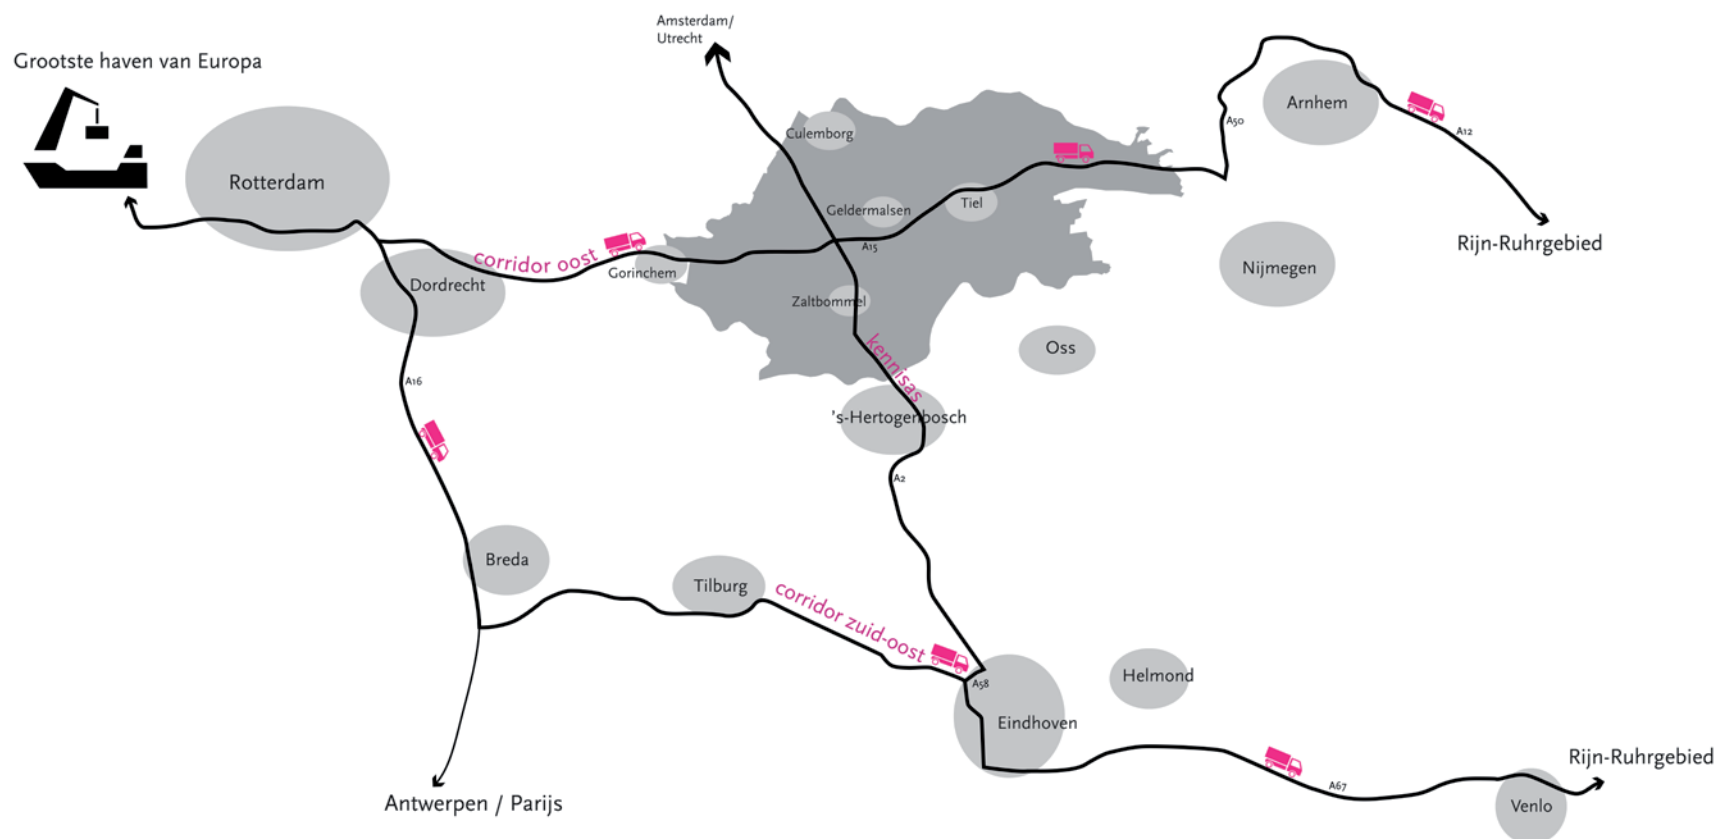 Amsterdam/
Utrecht
Grootste haven van Europa
Arnhem
A50
A12
Culemborg
Rotterdam
Tiel
Geldermalsen
A15
Rijn-Ruhrgebied
corridor oost
Gorinchem
Nijmegen
Dordrecht
Zaltbommel
kennisas
Oss
A16
's-Hertogenbosch
A2
Breda
Tilburg
corridor zuid-oost
A58
Helmond
Eindhoven
Rijn-Ruhrgebied
A67
Antwerpen / Parijs
Venlo